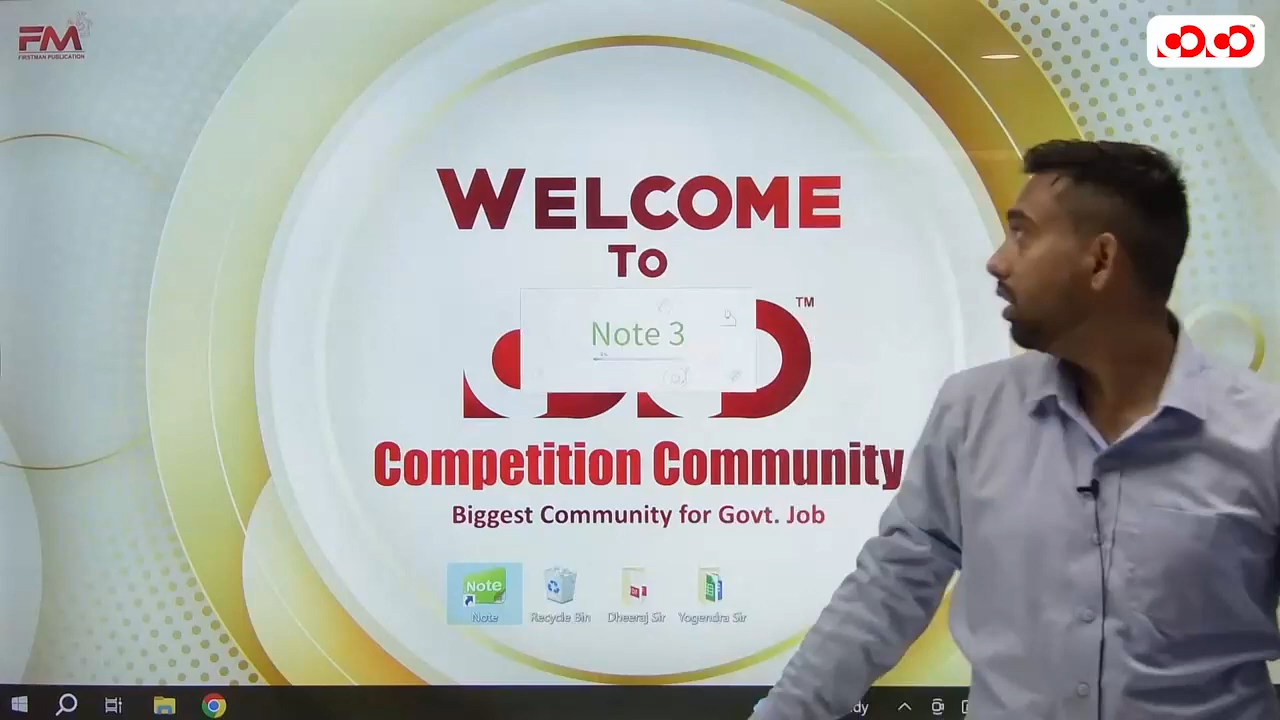 FM
FIRSTMAN PUBLICATION
WELCOME
TO
TM
Note 3
Competition Community
Biggest Community for Govt. Job
Note
Note
Recycle Bin
Dheeraj Sir
Yogendra Sir